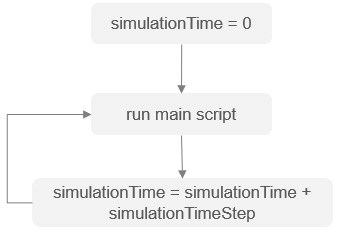 simulationTime = 0
run main script
simulationTime = simulationTime +
simulationTimeStep